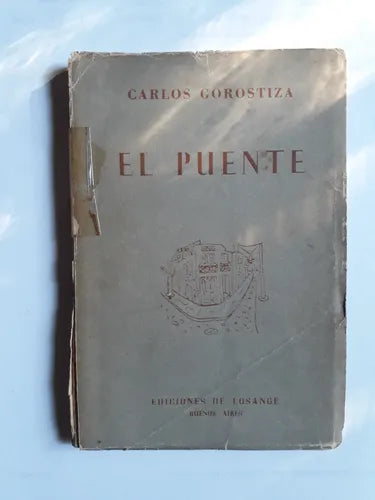 CARLOS GOROSTIZA
EL PUENTE
EDICIONES DE LOSANGE
BUENOS AIRES